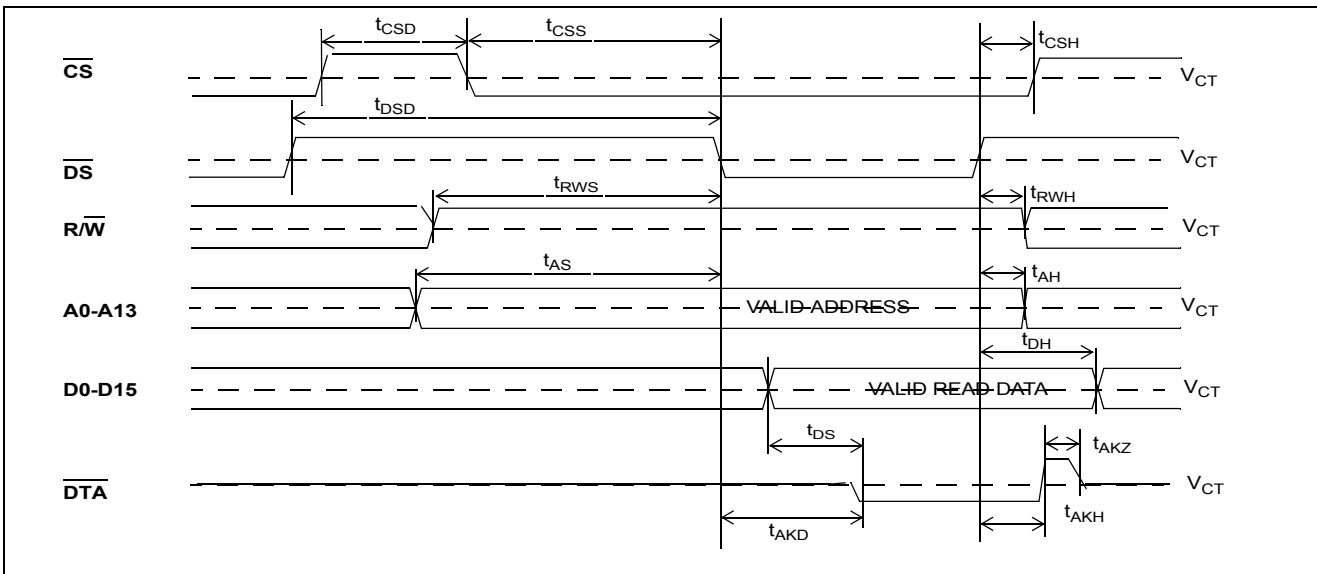 tCSD
tCSS
tCSH
CS
VCT
tDSD
DS
VCT
tRWS
tRWH
R/W
VCT
tAS
tAH
A0-A13
VALID ADDRESS
VCT
tDH
D0-D15
VALID READ DATA
VCT
tDS
tAKZ
DTA
VCT
tAKD
tAKH